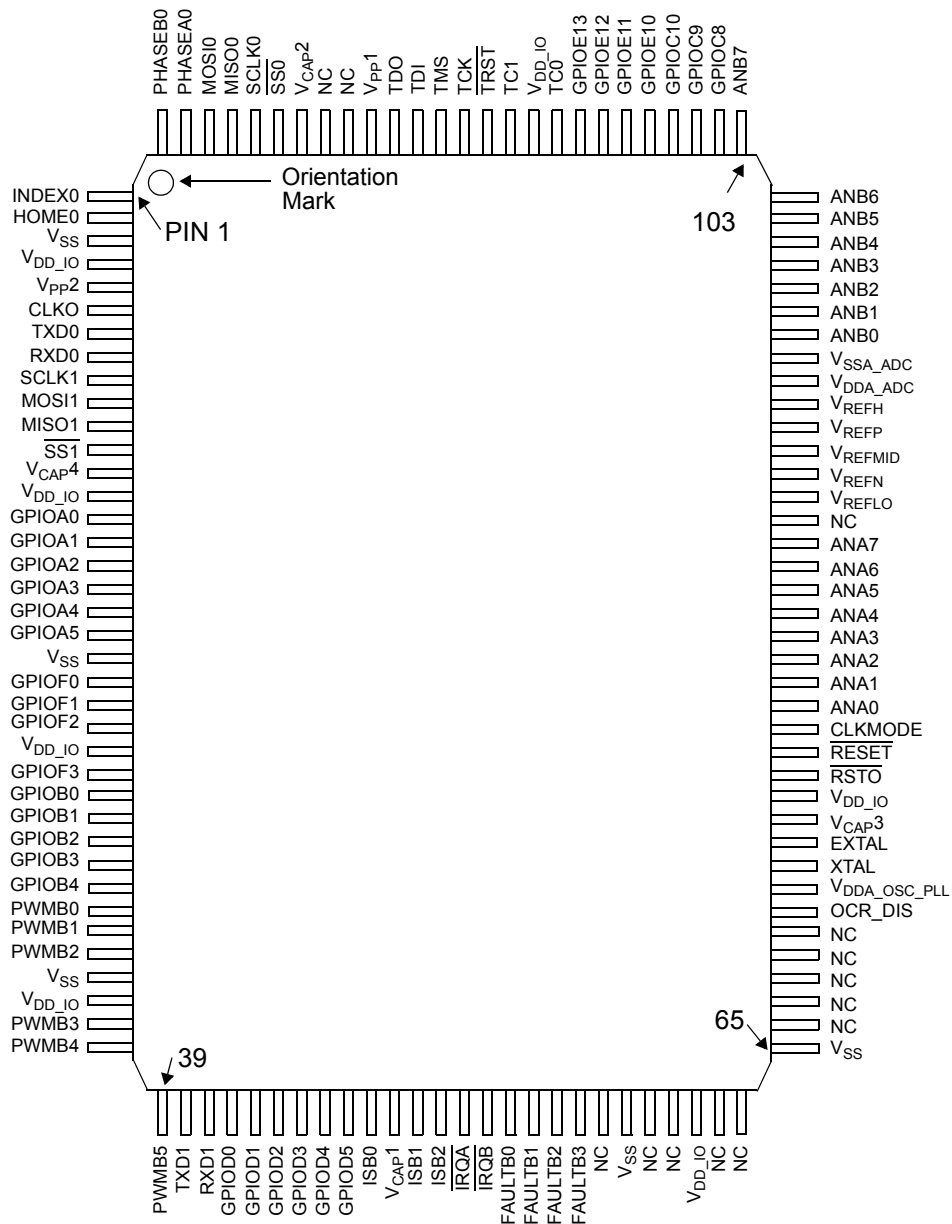 PHASEB0
PHASEA0
MOSI0
MISO0
SCLK0
SS0
VCAP2
NC
NC
VPP1
TDO
TDI
TMS
TCK
TRST
TC1
VDD_IO
TC0
GPIOE13
GPIOE12
GPIOE11
GPIOE10
GPIOC10
GPIOC9
GPIOC8
ANB7
Orientation
Mark
PIN 1
103
INDEX0
HOME0
VSS
VDD_IO
VPP2
CLKO
TXD0
RXD0
SCLK1
MOSI1
MISO1
SS1
VCAP4
VDD_IO
GPIOA0
GPIOA1
GPIOA2
GPIOA3
GPIOA4
GPIOA5
VSS
GPIOF0
GPIOF1
GPIOF2
VDD_IO
GPIOF3
GPIOB0
GPIOB1
GPIOB2
GPIOB3
GPIOB4
PWMB0
PWMB1
PWMB2
VSS
VDD_IO
PWMB3
PWMB4
ANB6
ANB5
ANB4
ANB3
ANB2
ANB1
ANB0
VSSA_ADC
VDDA_ADC
VREFH
VREFP
VREFMID
VREFN
VREFLO
NC
ANA7
ANA6
ANA5
ANA4
ANA3
ANA2
ANA1
ANA0
CLKMODE
RESET
RSTO
VDD_IO
VCAP3
EXTAL
XTAL
VDDA_OSC_PLL
OCR_DIS
NC
NC
NC
NC
NC
VSS
65
39
PWMB5
TXD1
RXD1
GPIOD0
GPIOD1
GPIOD2
GPIOD3
GPIOD4
GPIOD5
ISB0
VCAP1
ISB1
ISB2
IRQA
IRQB
FAULTB0
FAULTB1
FAULTB2
FAULTB3
NC
VSS
NC
NC
VDD_IO
NC
NC